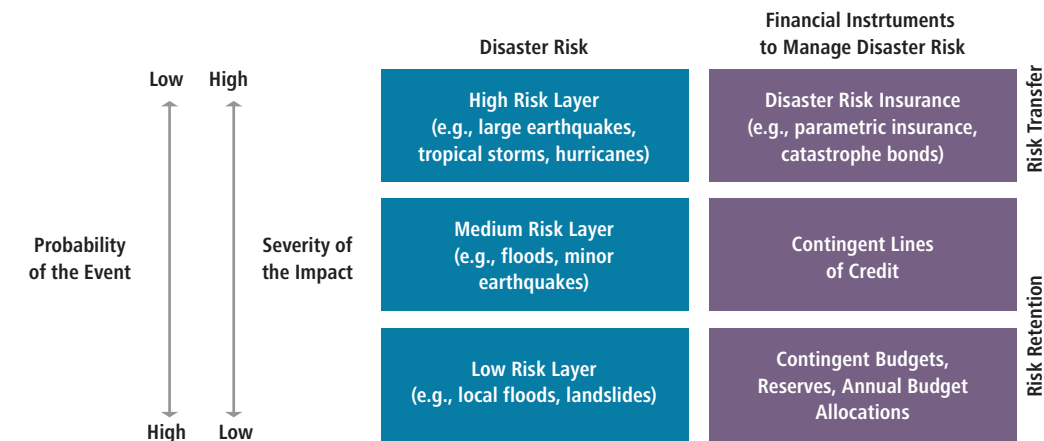 Financial Instrtuments
to Manage Disaster Risk
Disaster Risk
Low
High
High Risk Layer
(e.g., large earthquakes,
tropical storms, hurricanes)
Disaster Risk Insurance
(e.g., parametric insurance,
catastrophe bonds)
Risk Transfer
Probability
of the Event
Severity of
the Impact
Medium Risk Layer
(e.g., floods, minor
earthquakes)
Contingent Lines
of Credit
Risk Retention
Low Risk Layer
(e.g., local floods, landslides)
Contingent Budgets,
Reserves, Annual Budget
Allocations
High
Low